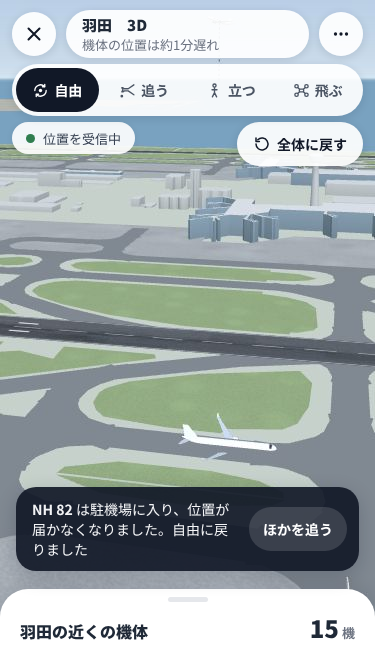 羽田　3D
機体の位置は約1分遅れ
自由
追う
立つ
飛ぶ
位置を受信中
全体に戻す
NH 82 は駐機場に入り、位置が
届かなくなりました。自由に戻
りました
ほかを追う
羽田の近くの機体
15 機